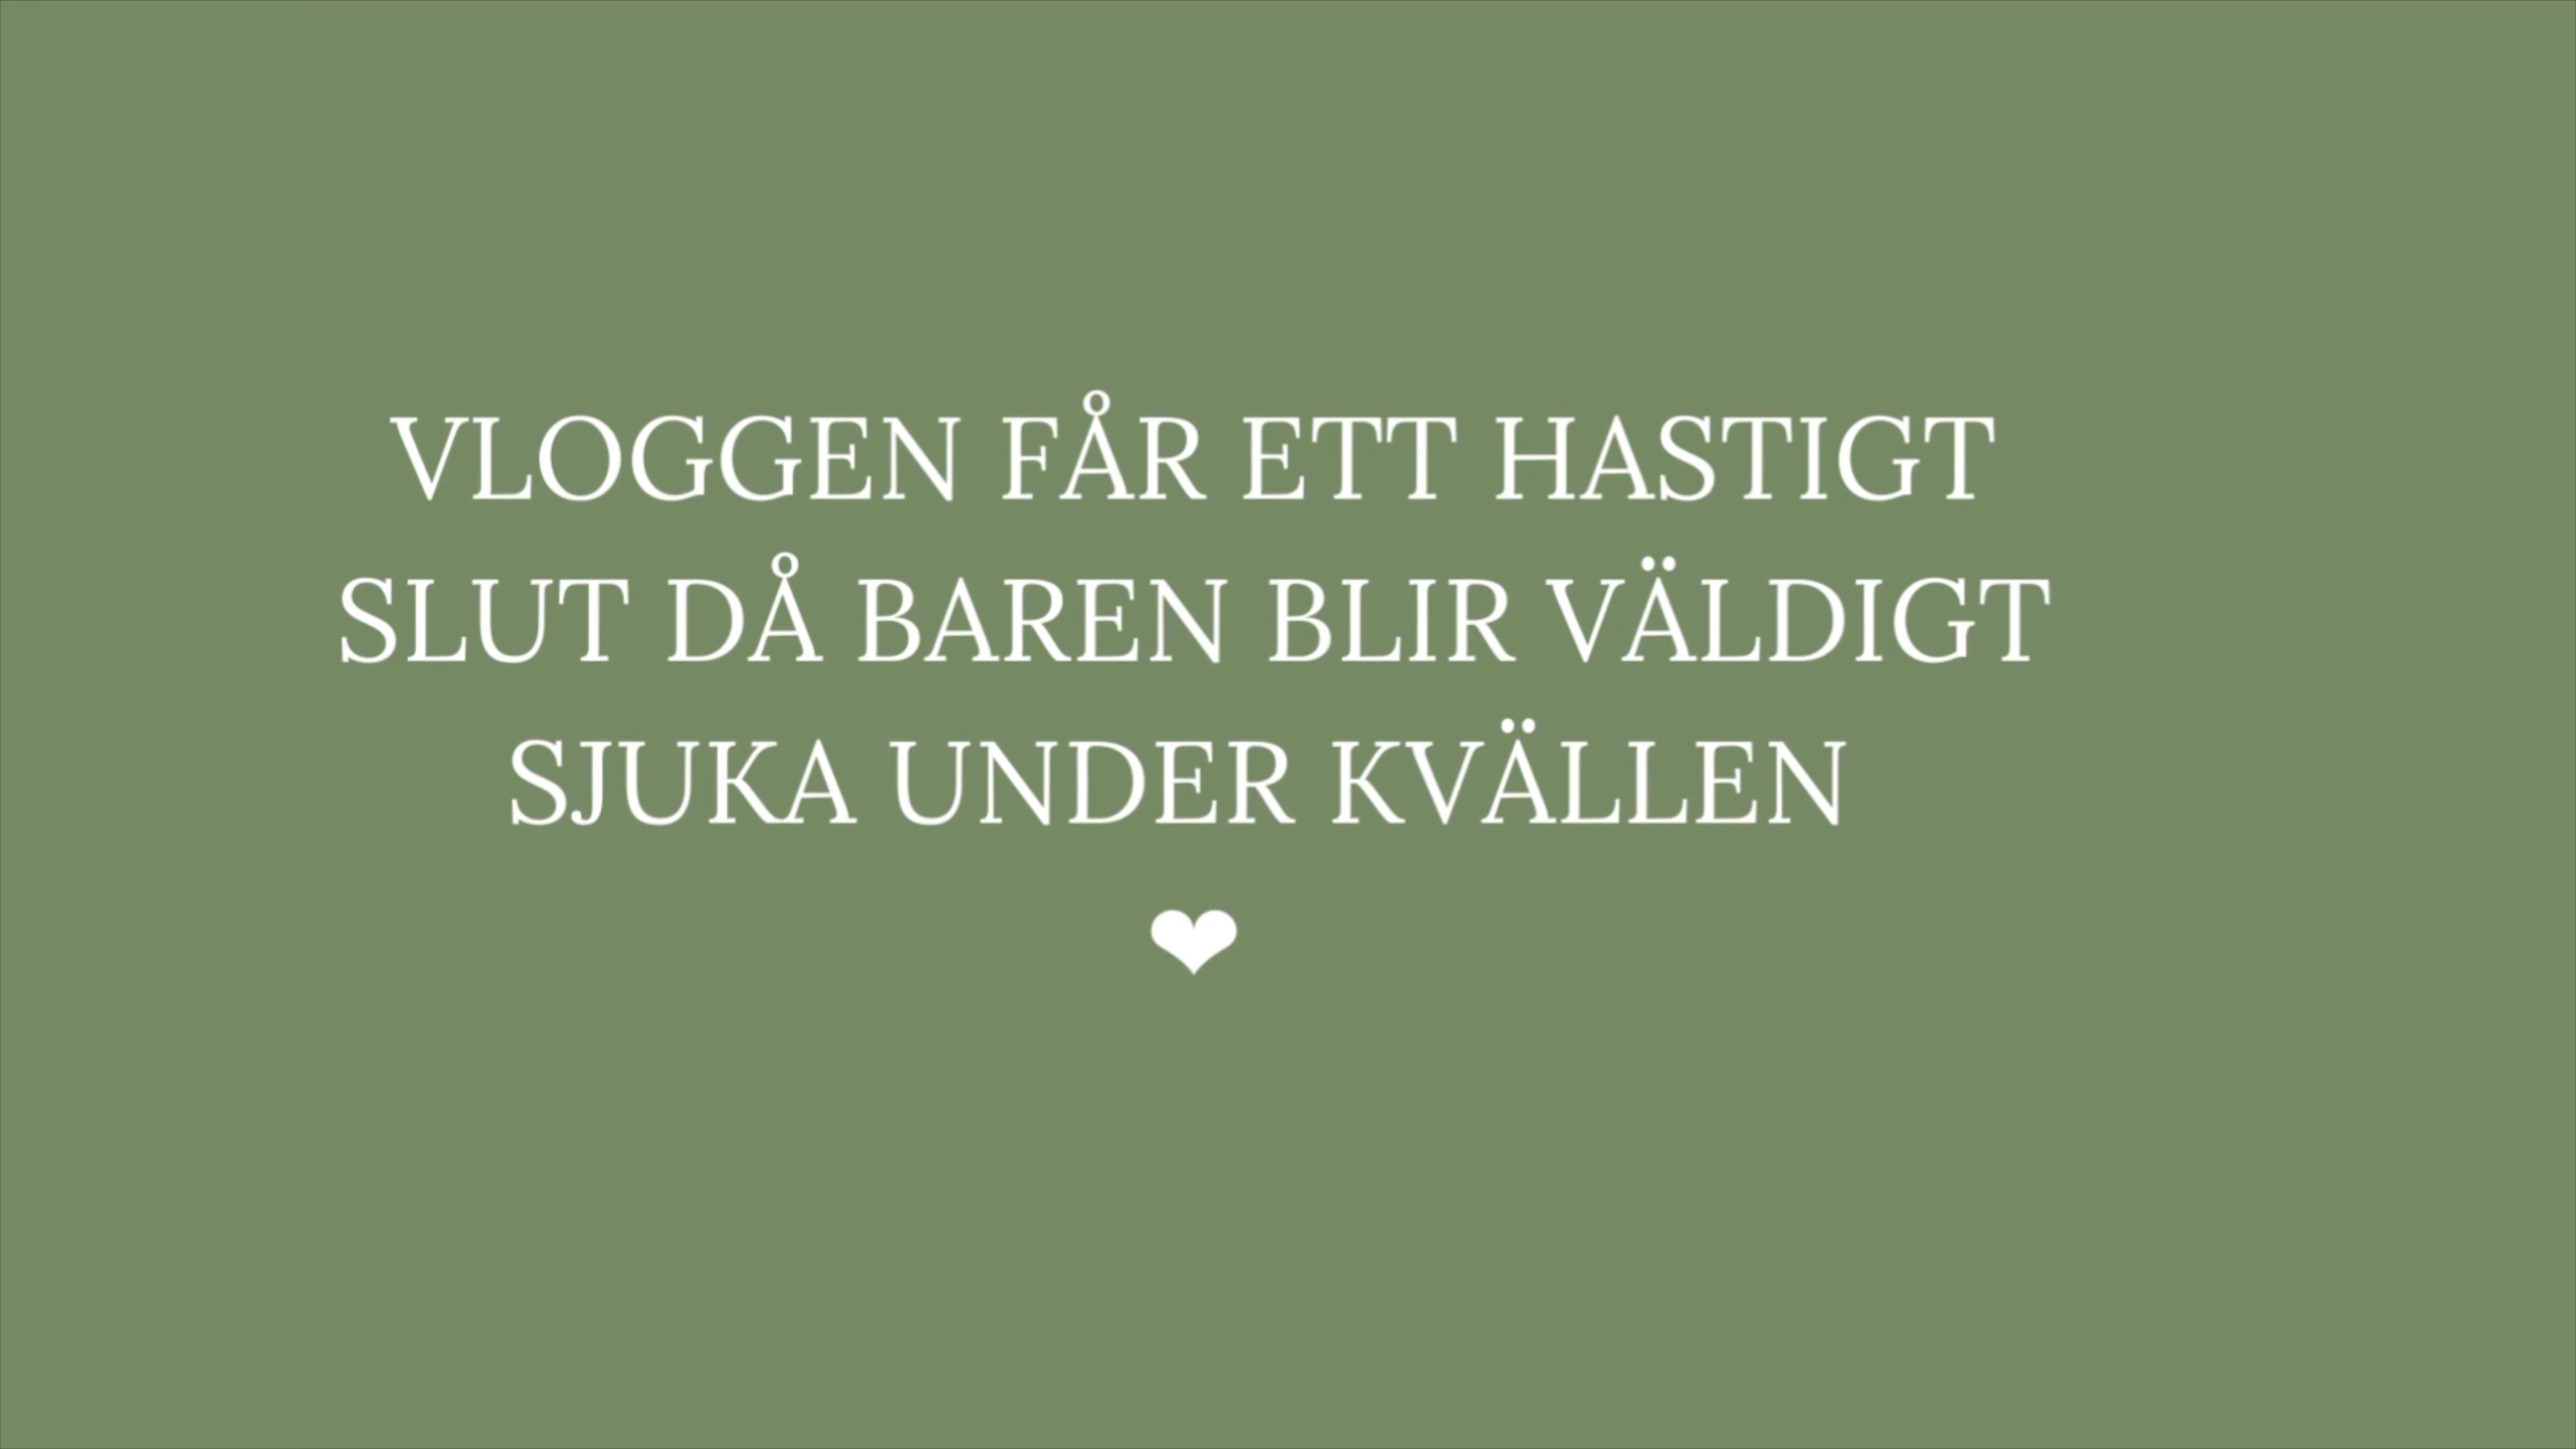 VLOGGEN FÅR ETT HASTIGT
SLUT DÅ BAREN BLIR VÄLDIGT
SJUKA UNDER KVÄLLEN
❤